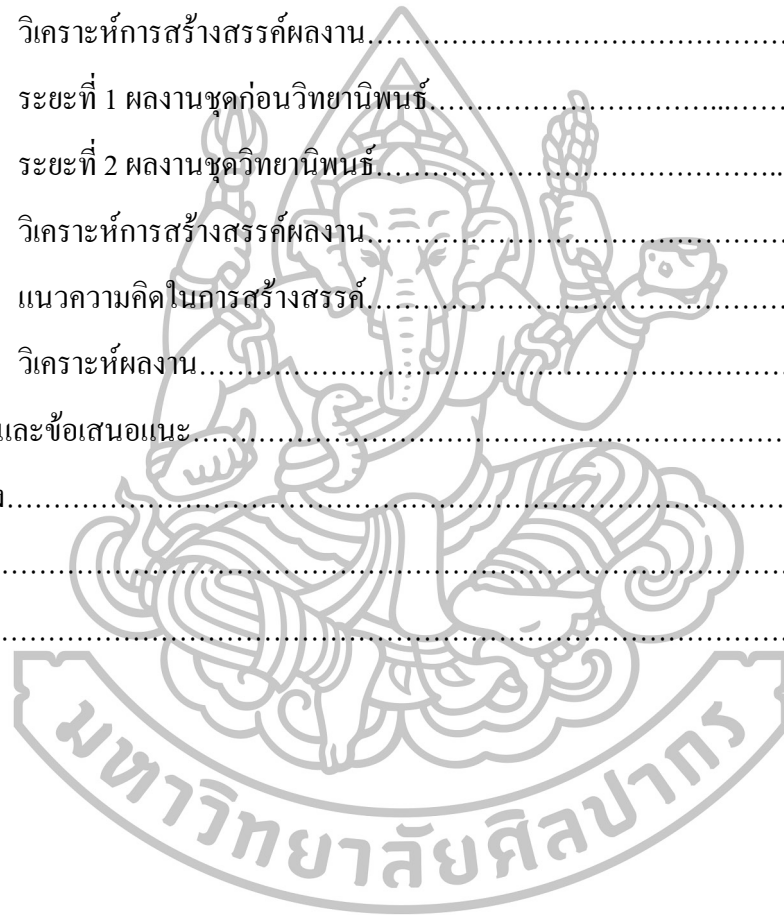 วิเคราะห์การสร้างสรรค์ผลงาน……………………………………………
ระยะที่ 1 ผลงานชุดก่อนวิทยานิพนธ์………………………………...……
ระยะที่ 2 ผลงานชุดวิทยานิพนธ์…………………………………………..
วิเคราะห์การสร้างสรรค์ผลงาน……………………………………………
แนวความคิดในการสร้างสรรค์……………………………………………
วิเคราะห์ผลงาน……………………………………………………………
และข้อเสนอแนะ……………………………………………………………
……………………………………………………………………………
……………………………………………………………………………
……………………………………………………………………………
มหาวิทยาลัยศิลปากร